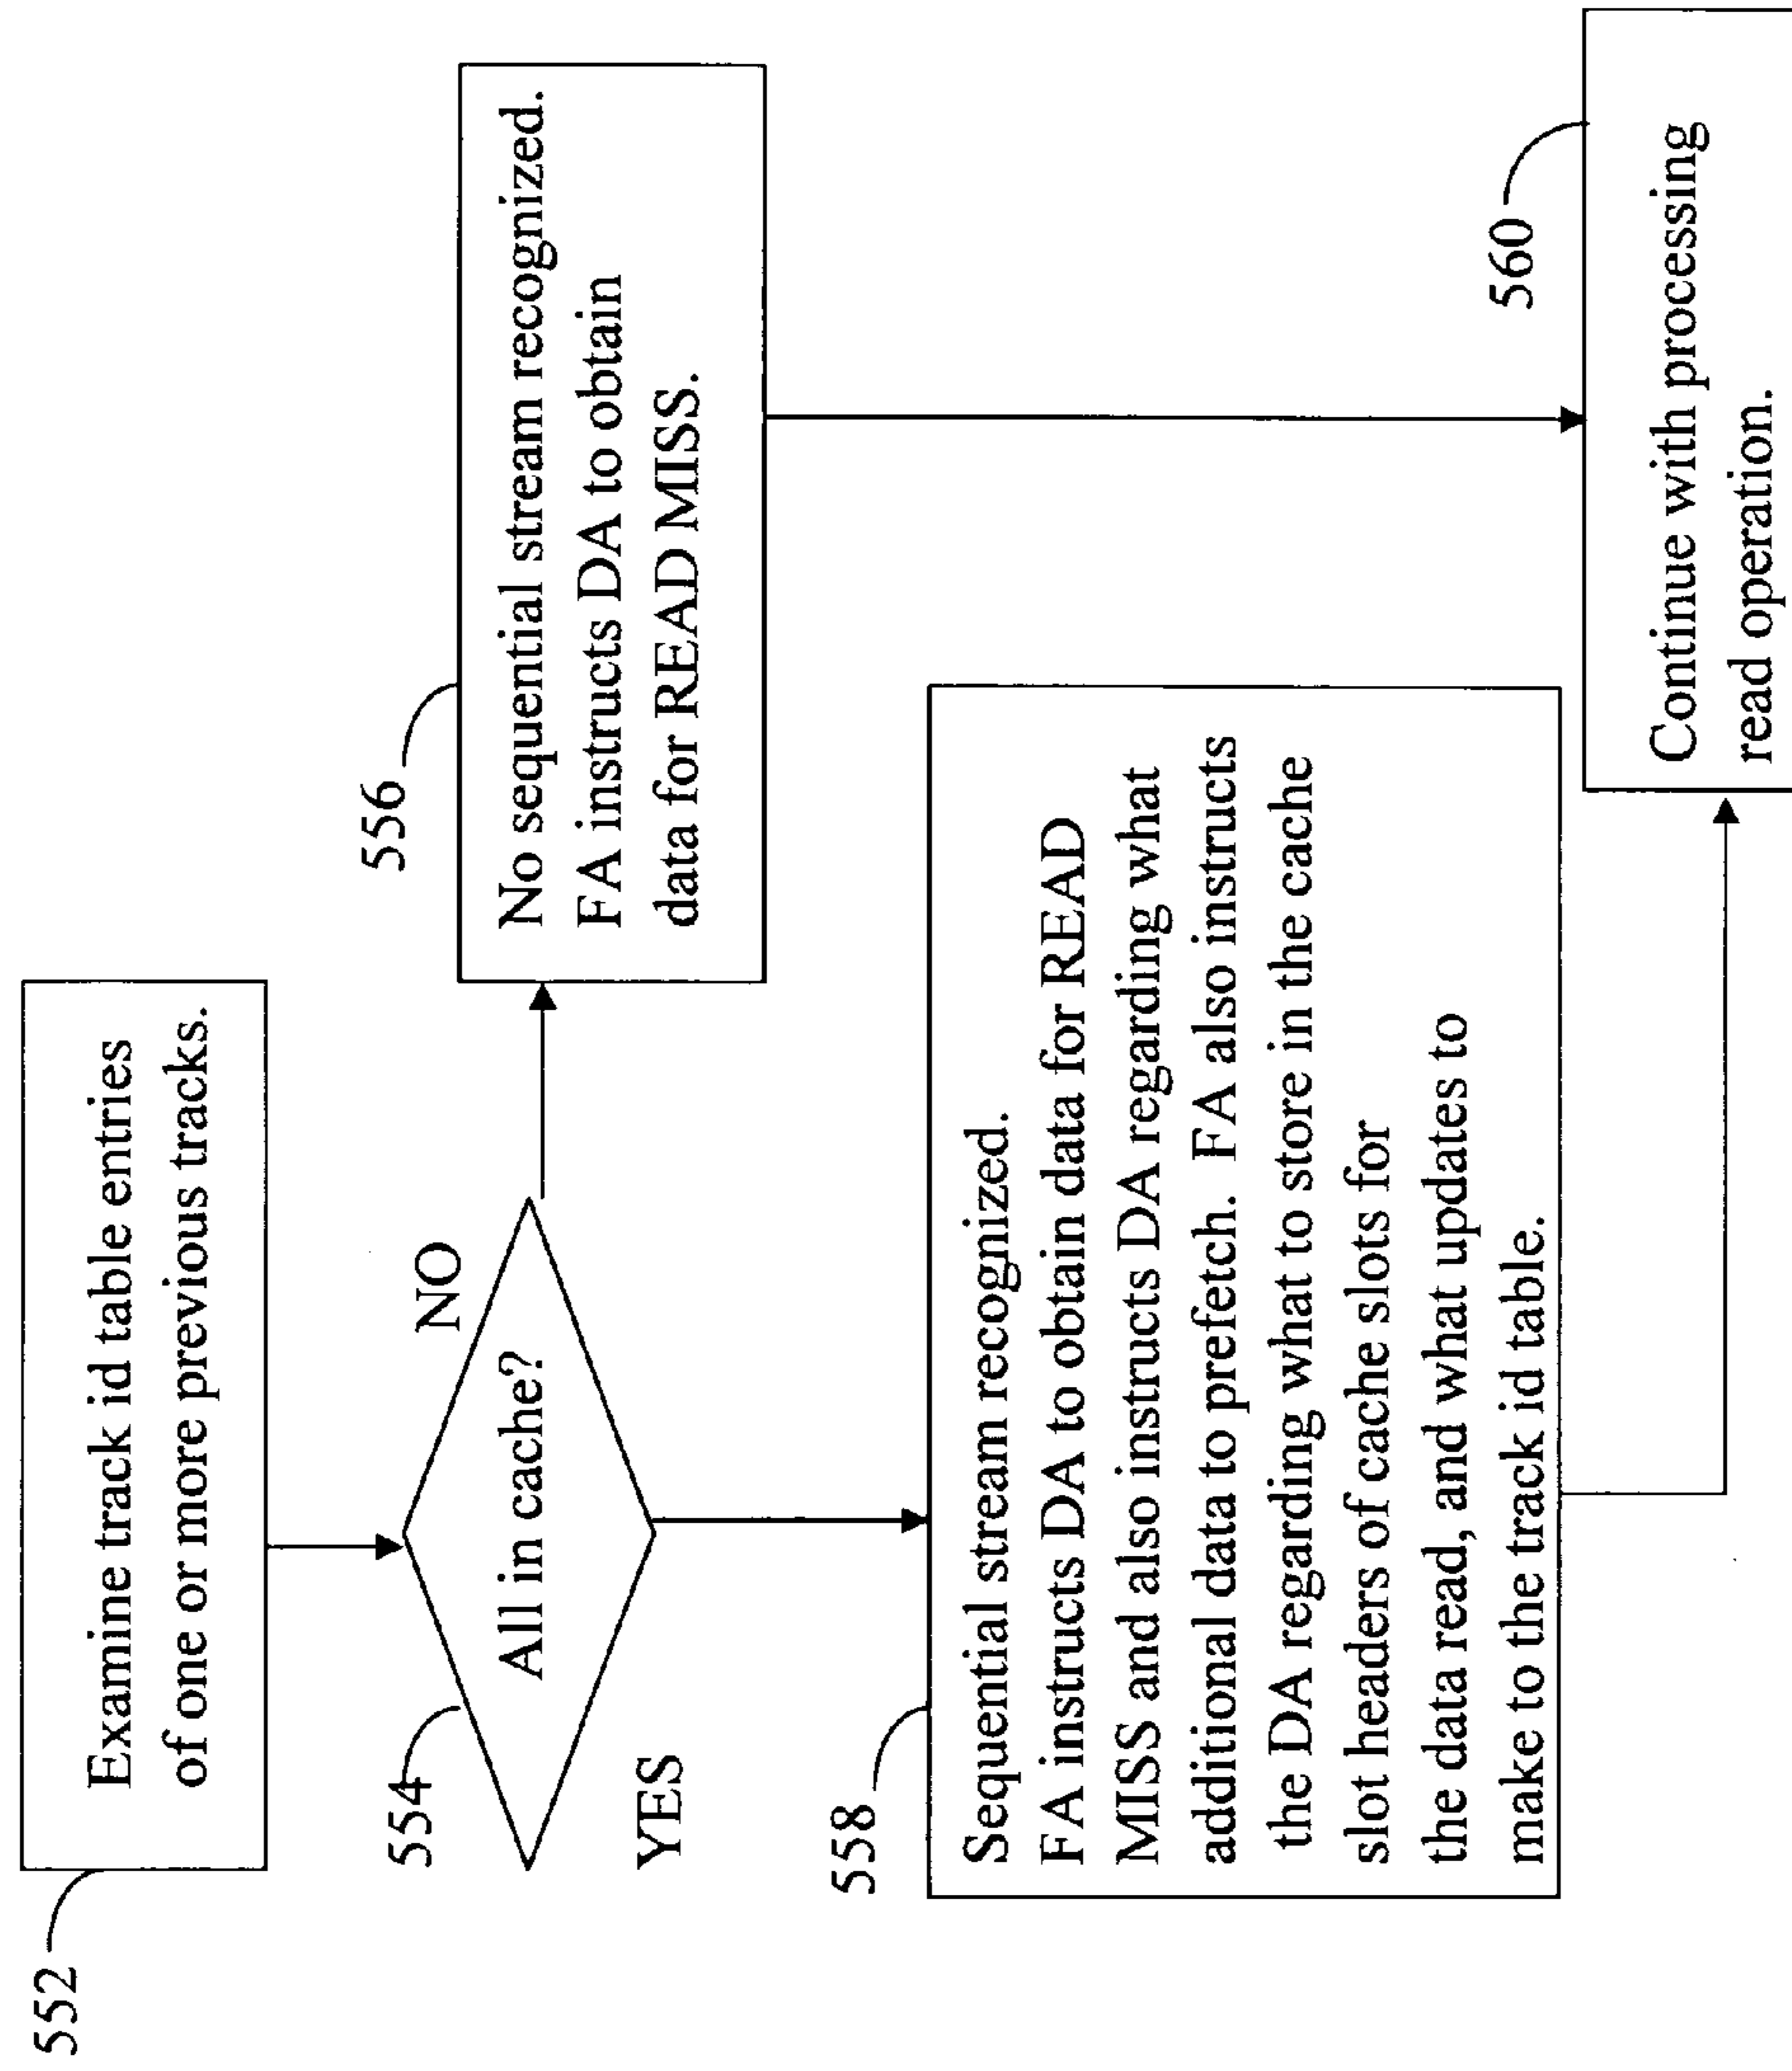 552
Examine track id table entries
of one or more previous tracks.
554
All in cache?
NO
YES
556
No sequential stream recognized.
FA instructs DA to obtain
data for READ MISS.
558
Sequential stream recognized.
FA instructs DA to obtain data for READ
MISS and also instructs DA regarding what
additional data to prefetch. FA also instructs
the DA regarding what to store in the cache
slot headers of cache slots for
the data read, and what updates to
make to the track id table.
560
Continue with processing
read operation.